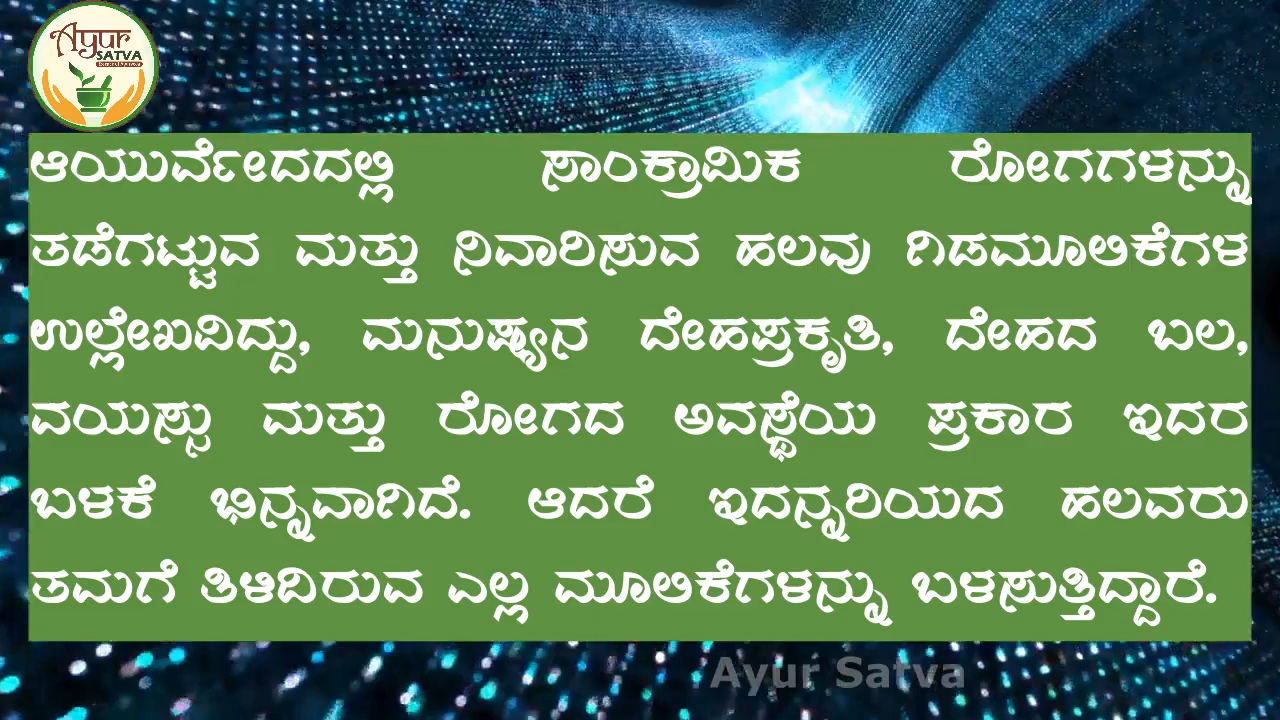 Ayur
SATVA
ಆಯುರ್ವೇದದಲ್ಲಿ ಸಾಂಕ್ರಾಮಿಕ ರೋಗಗಳನ್ನು
ತಡೆಗಟ್ಟುವ ಮತ್ತು ನಿವಾರಿಸುವ ಹಲವು ಗಿಡಮೂಲಿಕೆಗಳ
ಉಲ್ಲೇಖವಿದ್ದು, ಮನುಷ್ಯನ ದೇಹಪ್ರಕೃತಿ, ದೇಹದ ಬಲ,
ವಯಸ್ಸು ಮತ್ತು ರೋಗದ ಅವಸ್ಥೆಯ ಪ್ರಕಾರ ಇದರ
ಬಳಕೆ ಭಿನ್ನವಾಗಿದೆ. ಆದರೆ ಇದನ್ನರಿಯದ ಹಲವರು
ತಮಗೆ ತಿಳಿದಿರುವ ಎಲ್ಲ ಮೂಲಿಕೆಗಳನ್ನು ಬಳಸುತ್ತಿದ್ದಾರೆ.
Ayur Satva